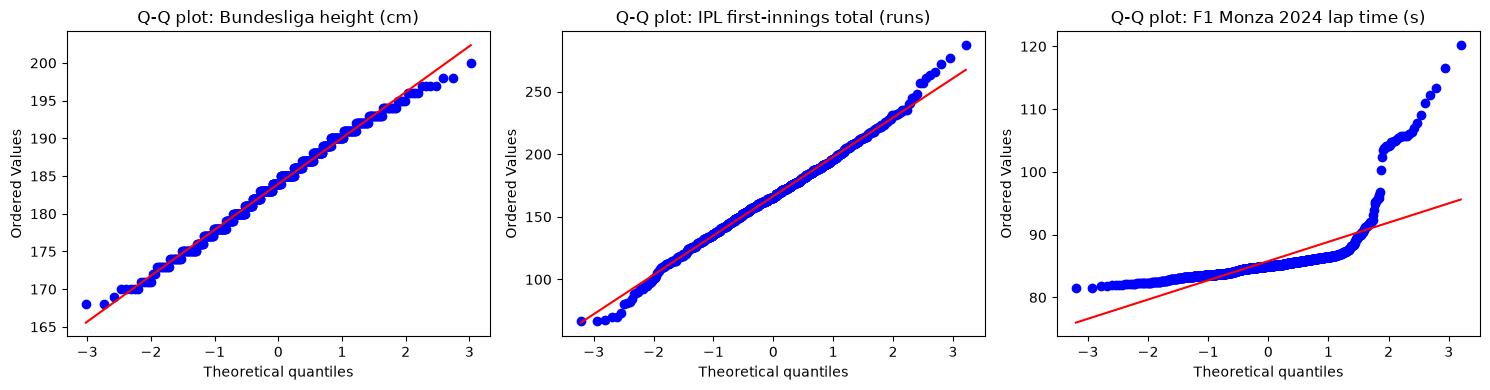 Q-Q plot: Bundesliga height (cm)
Ordered Values
200
195
190
185
180
175
170
165
−3 −2 −1 0 1 2 3
Theoretical quantiles
Q-Q plot: IPL first-innings total (runs)
Ordered Values
250
200
150
100
−3 −2 −1 0 1 2 3
Theoretical quantiles
Q-Q plot: F1 Monza 2024 lap time (s)
Ordered Values
120
110
100
90
80
−3 −2 −1 0 1 2 3
Theoretical quantiles